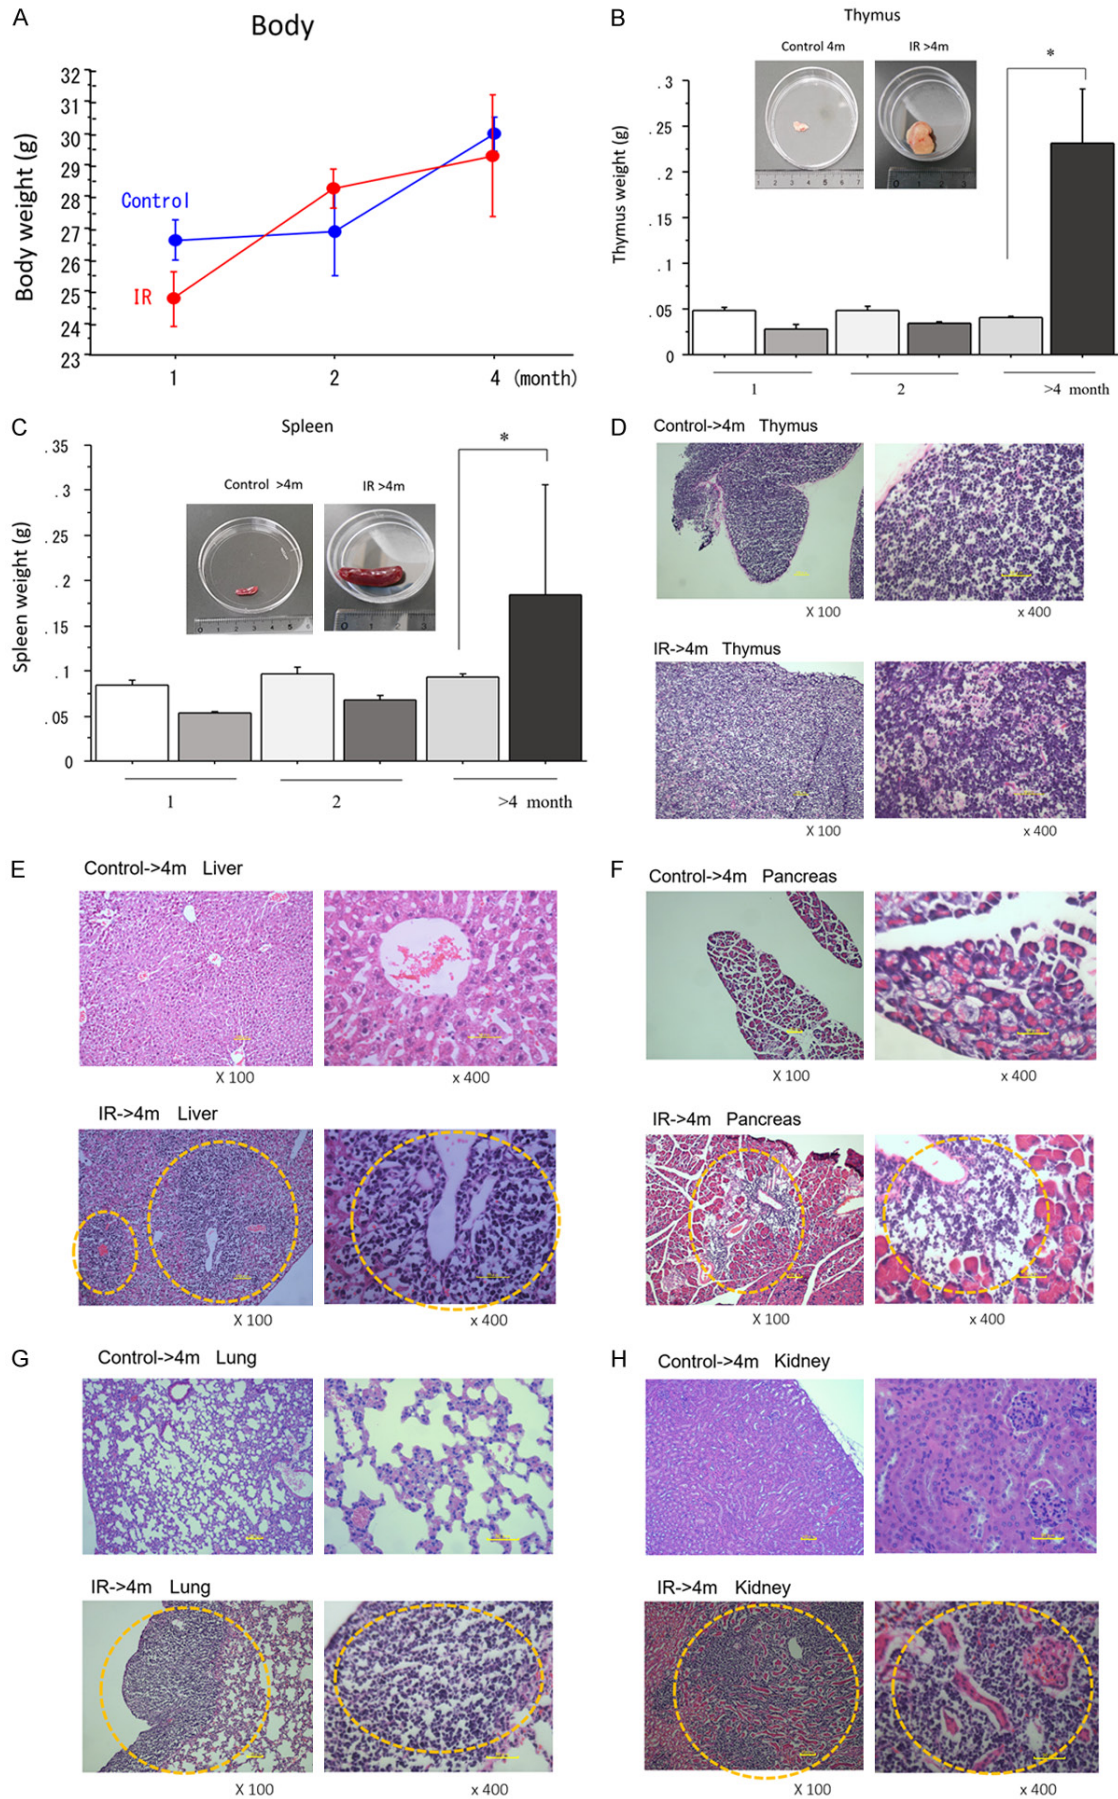 A
Body
Body weight (g)
32
31
30
29
28
27
26
25
24
23
Control
IR
1 2 4 (month)
B
Thymus
Thymus weight (g)
.3
.25
.2
.15
.1
.05
0
Control 4m IR >4m
*
1 2 >4 month
C
Spleen
Spleen weight (g)
.35
.3
.25
.2
.15
.1
.05
0
Control >4m IR >4m
*
1 2 >4 month
D
Control->4m Thymus
X 100 x 400
IR->4m Thymus
X 100 x 400
E
Control->4m Liver
X 100 x 400
IR->4m Liver
X 100 x 400
F
Control->4m Pancreas
X 100 x 400
IR->4m Pancreas
X 100 x 400
G
Control->4m Lung
IR->4m Lung
X 100 x 400
H
Control->4m Kidney
IR->4m Kidney
X 100 x 400